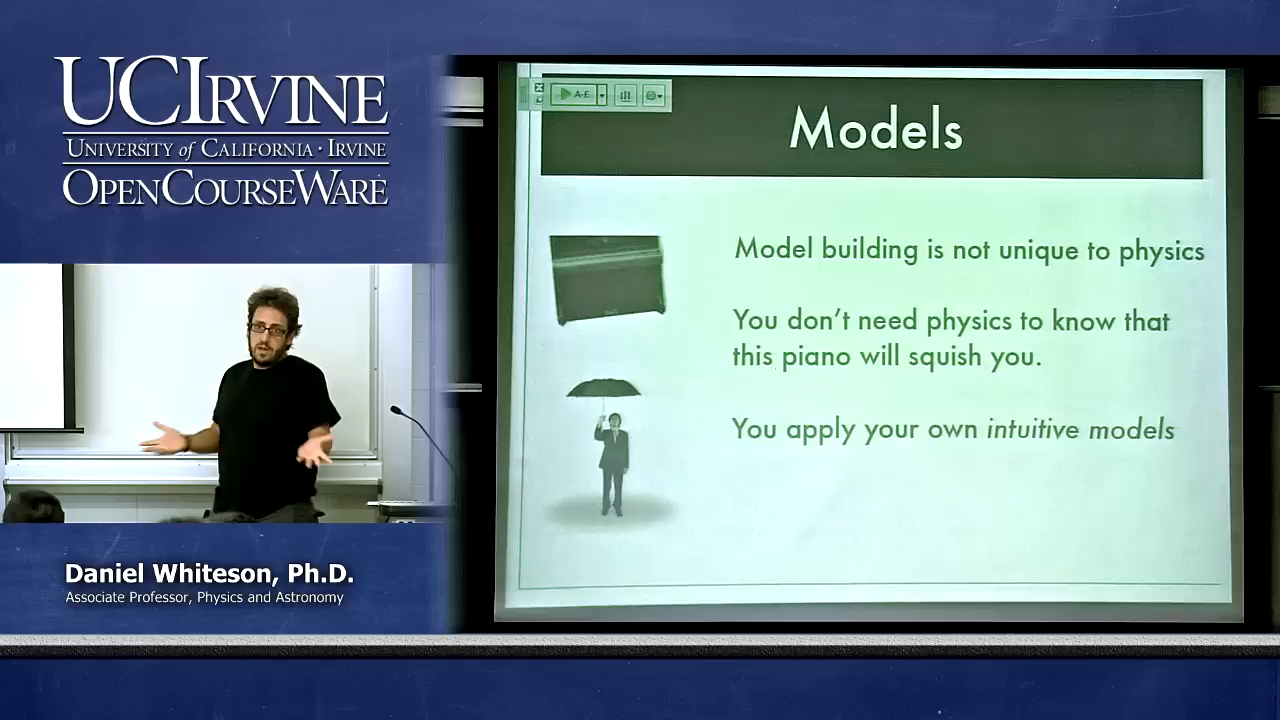 UCIRVINE
UNIVERSITY of CALIFORNIA · IRVINE
OPENCOURSEWARE
Daniel Whiteson, Ph.D.
Associate Professor, Physics and Astronomy
A-E
Models
Model building is not unique to physics
You don't need physics to know that
this piano will squish you.
You apply your own intuitive models